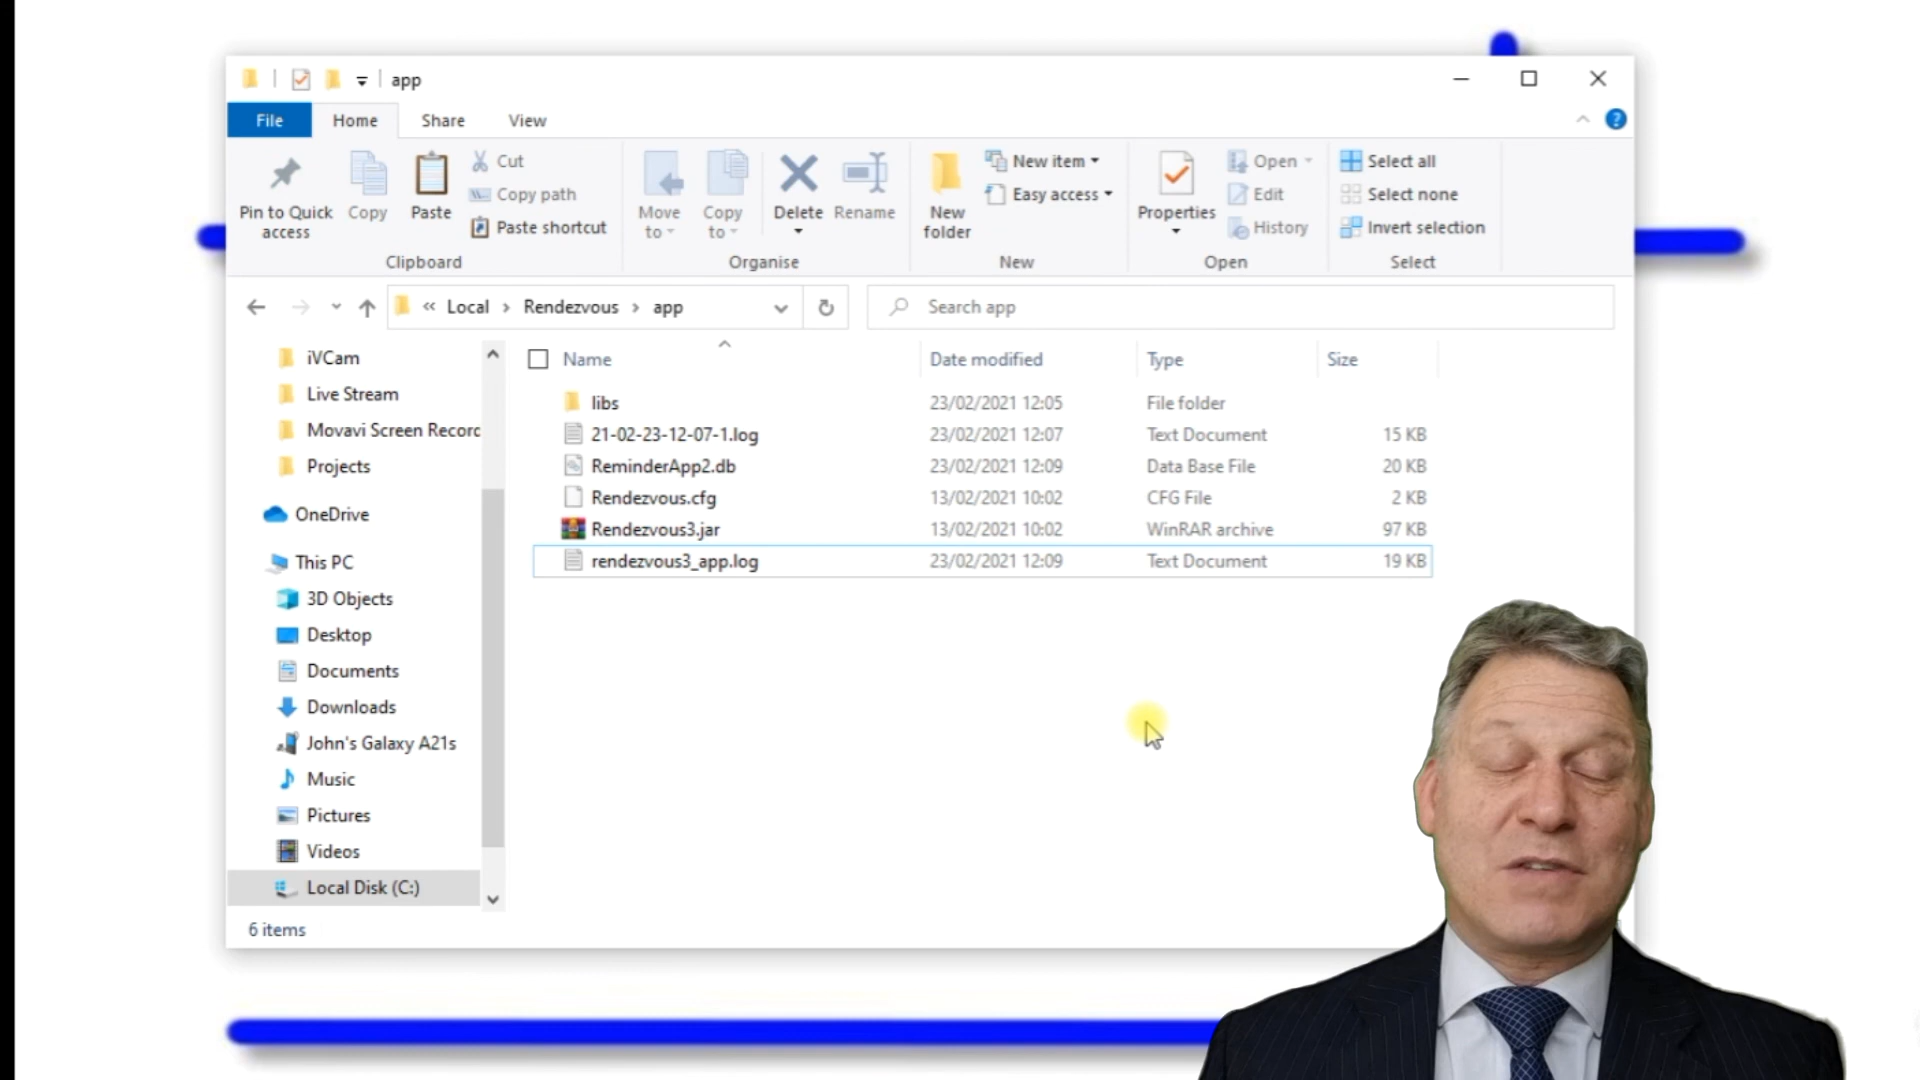 app
File Home Share View
Pin to Quick access
Copy
Paste
Cut
Copy path
Paste shortcut
Clipboard
Move to
Copy to
Delete
Rename
Organise
New folder
New item
Easy access
New
Properties
Open
Edit
History
Open
Select all
Select none
Invert selection
Select
« Local › Rendezvous › app
Search app
iVCam
Live Stream
Movavi Screen Recorc
Projects
OneDrive
This PC
3D Objects
Desktop
Documents
Downloads
John's Galaxy A21s
Music
Pictures
Videos
Local Disk (C:)
Name Date modified Type Size
libs 23/02/2021 12:05 File folder
21-02-23-12-07-1.log 23/02/2021 12:07 Text Document 15 KB
ReminderApp2.db 23/02/2021 12:09 Data Base File 20 KB
Rendezvous.cfg 13/02/2021 10:02 CFG File 2 KB
Rendezvous3.jar 13/02/2021 10:02 WinRAR archive 97 KB
rendezvous3_app.log 23/02/2021 12:09 Text Document 19 KB
6 items